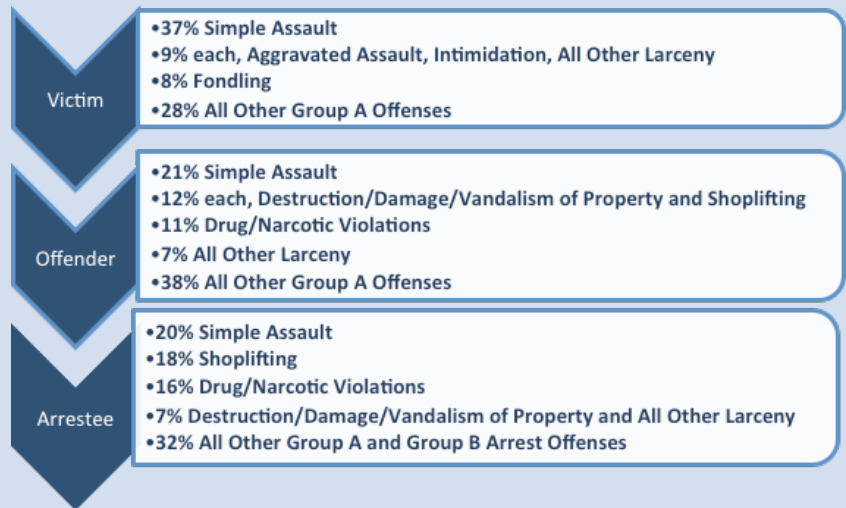 Victim
•37% Simple Assault
•9% each, Aggravated Assault, Intimidation, All Other Larceny
•8% Fondling
•28% All Other Group A Offenses
Offender
•21% Simple Assault
•12% each, Destruction/Damage/Vandalism of Property and Shoplifting
•11% Drug/Narcotic Violations
•7% All Other Larceny
•38% All Other Group A Offenses
Arrestee
•20% Simple Assault
•18% Shoplifting
•16% Drug/Narcotic Violations
•7% Destruction/Damage/Vandalism of Property and All Other Larceny
•32% All Other Group A and Group B Arrest Offenses